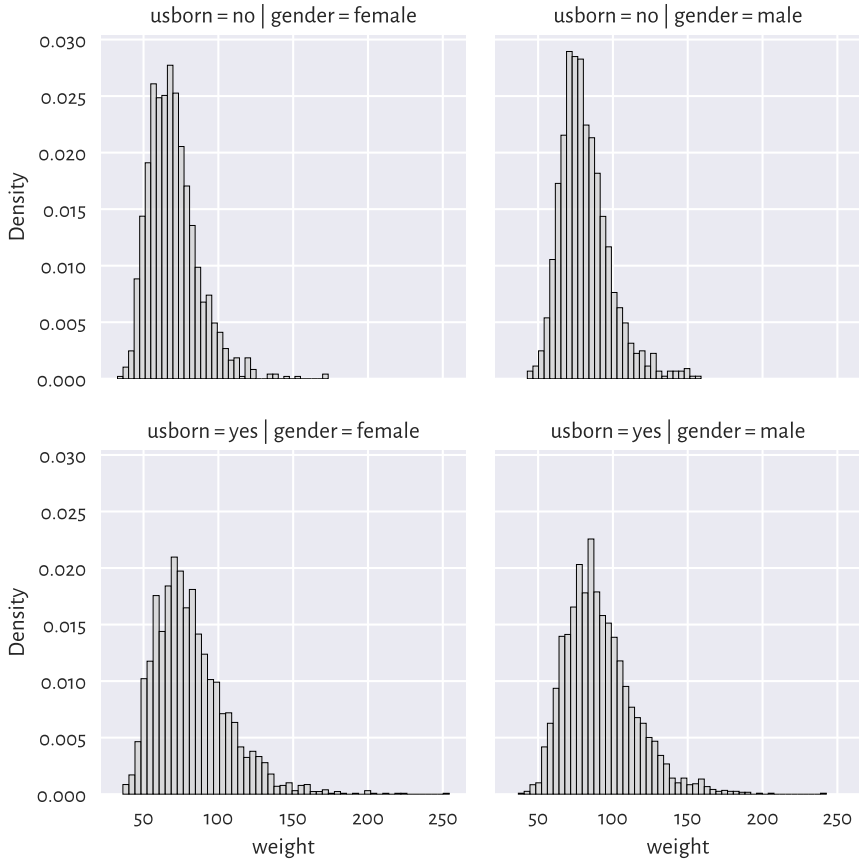 usborn = no | gender = female
usborn = no | gender = male
0.030
0.025
0.020
0.015
0.010
0.005
0.000
Density
usborn = yes | gender = female
usborn = yes | gender = male
0.030
0.025
0.020
0.015
0.010
0.005
0.000
Density
50 100 150 200 250
50 100 150 200 250
weight
weight